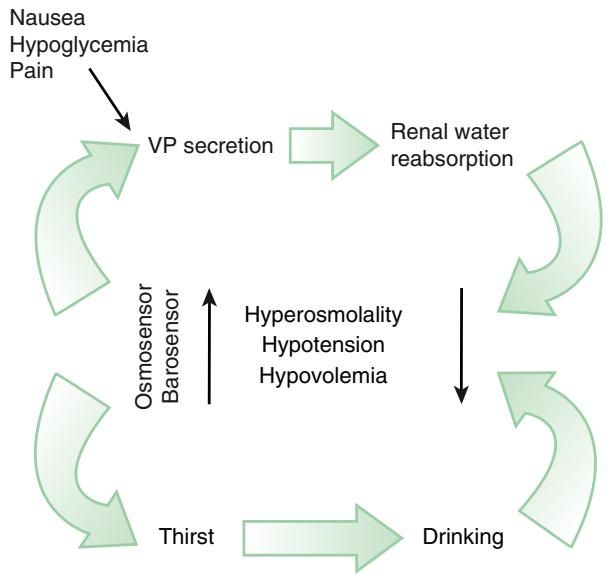 Nausea
Hypoglycemia
Pain
VP secretion
Renal water
reabsorption
Osmosensor
Barosensor
Hyperosmolality
Hypotension
Hypovolemia
Thirst
Drinking